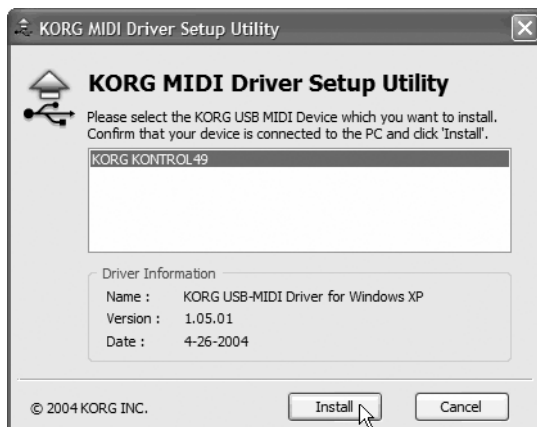 KORG MIDI Driver Setup Utility
KORG MIDI Driver Setup Utility
Please select the KORG USB MIDI Device which you want to install.
Confirm that your device is connected to the PC and click 'Install'.
KORG KONTROL49
Driver Information
Name : KORG USB-MIDI Driver for Windows XP
Version : 1.05.01
Date : 4-26-2004
© 2004 KORG INC. Install Cancel